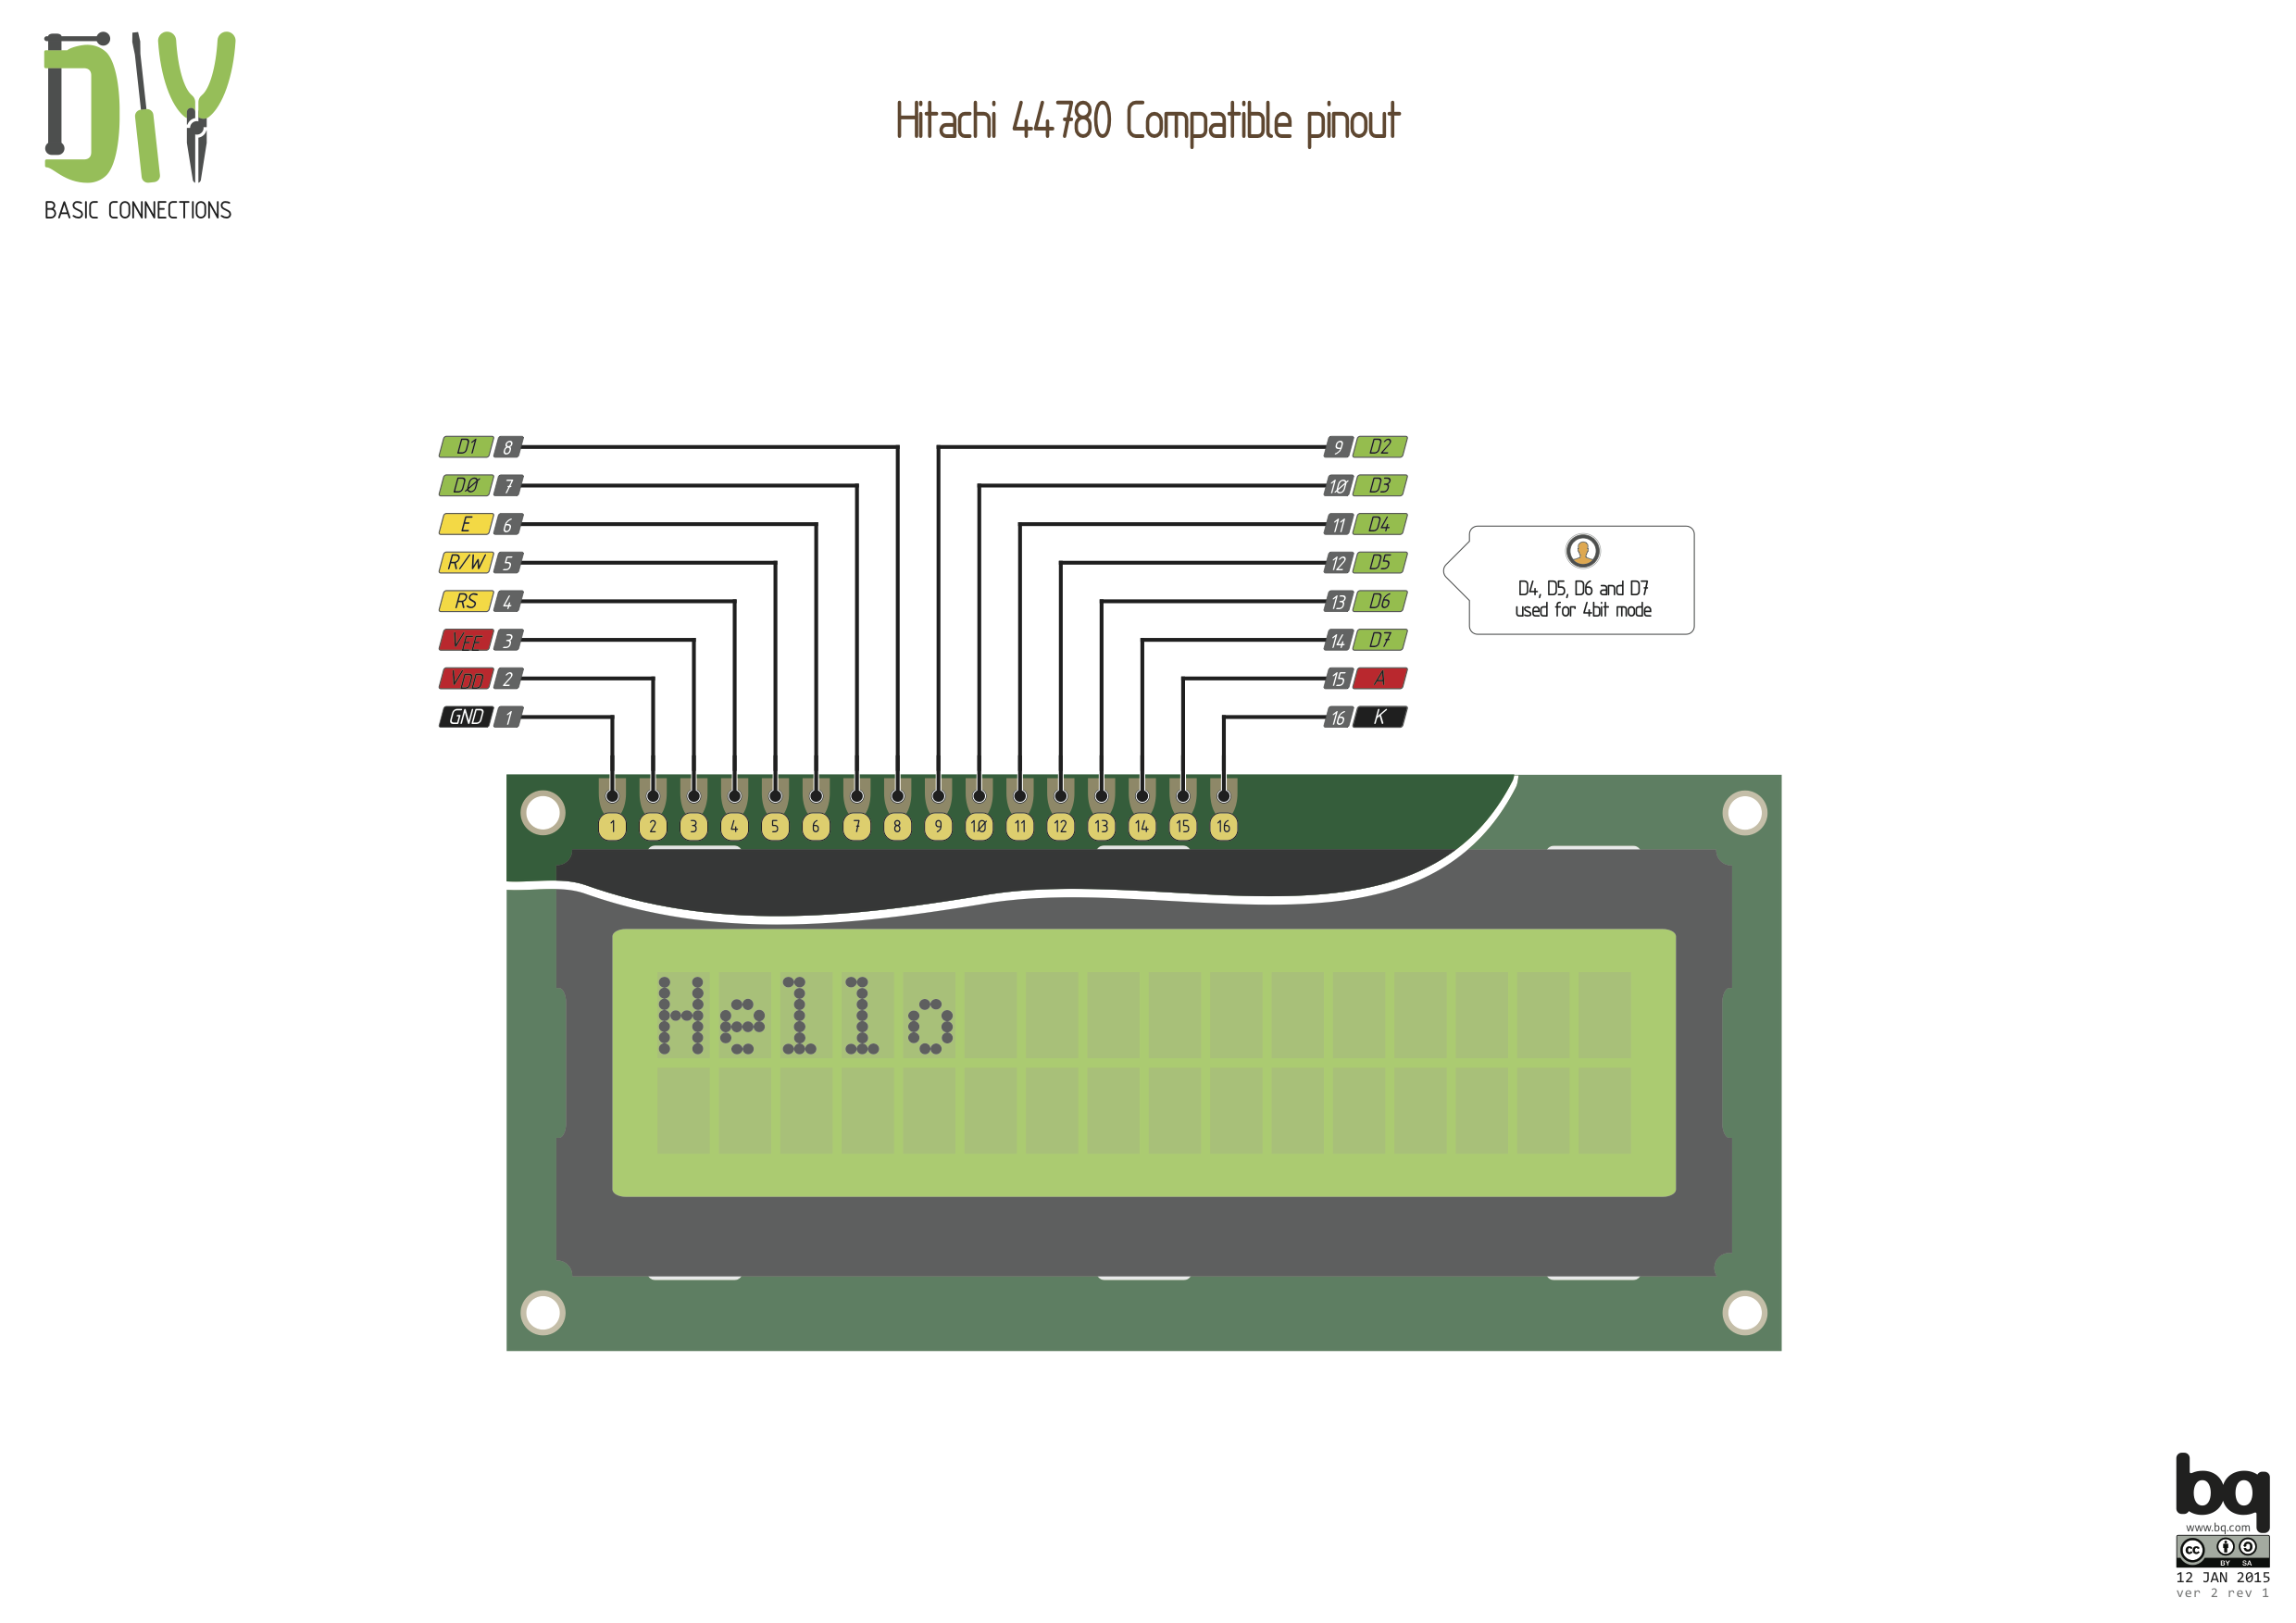 DIY
BASIC CONNECTIONS
Hitachi 44780 Compatible pinout
D1 8
9 D2
DØ 7
1Ø D3
E 6
11 D4
R/W 5
12 D5
RS 4
13 D6
VEE 3
14 D7
VDD 2
15 A
GND 1
16 K
D4, D5, D6 and D7
used for 4bit mode
1 2 3 4 5 6 7 8 9 1Ø 11 12 13 14 15 16
Hello
bq
www.bq.com
cc BY SA
12 JAN 2015
ver 2 rev 1